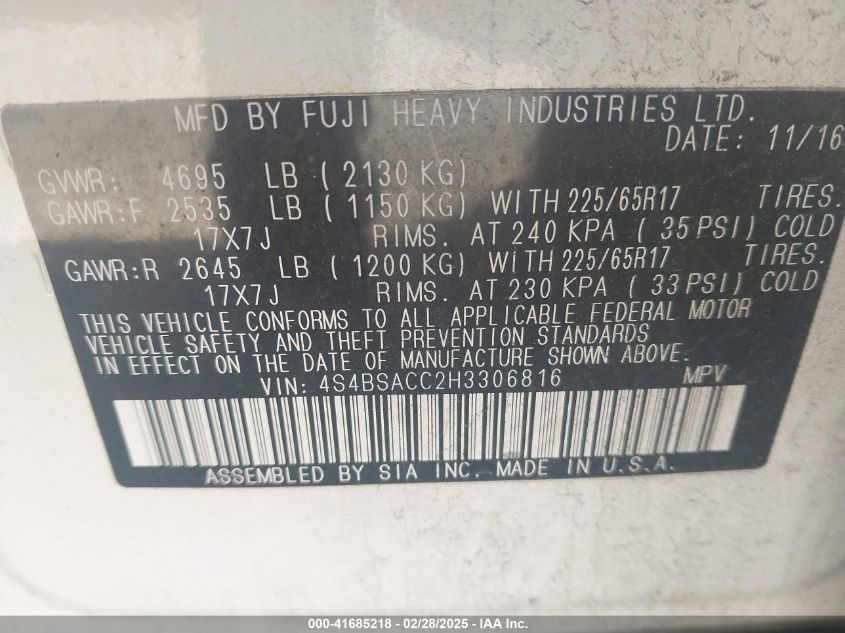 MFD BY FUJI HEAVY INDUSTRIES LTD.
DATE: 11/16
GVWR: 4695 LB ( 2130 KG)
GAWR:F 2535 LB ( 1150 KG) WITH 225/65R17 TIRES.
17X7J RIMS. AT 240 KPA ( 35 PSI) COLD
GAWR:R 2645 LB ( 1200 KG) WITH 225/65R17 TIRES.
17X7J RIMS. AT 230 KPA ( 33 PSI) COLD
THIS VEHICLE CONFORMS TO ALL APPLICABLE FEDERAL MOTOR
VEHICLE SAFETY AND THEFT PREVENTION STANDARDS
IN EFFECT ON THE DATE OF MANUFACTURE SHOWN ABOVE.
VIN: 4S4BSACC2H3306816 MPV
ASSEMBLED BY SIA INC. MADE IN U.S.A.
000-41685218 - 02/28/2025 - IAA Inc.